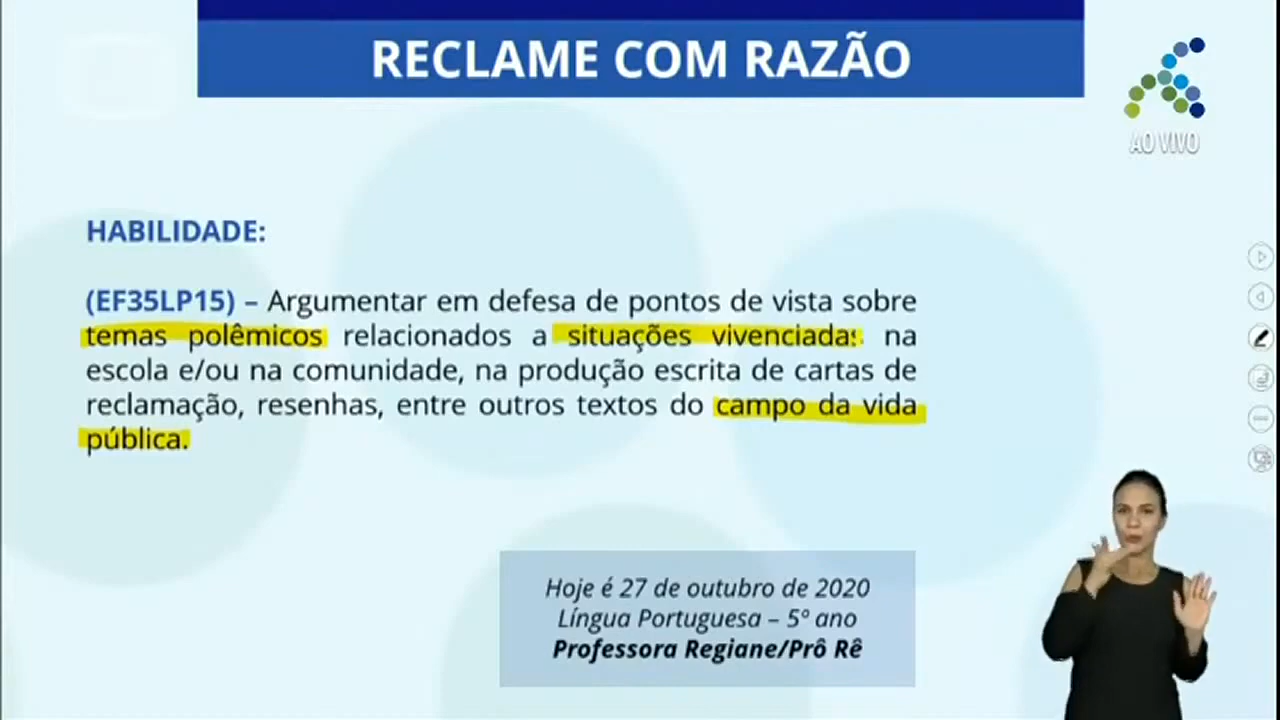 RECLAME COM RAZÃO
AO VIVO
HABILIDADE:
(EF35LP15) – Argumentar em defesa de pontos de vista sobre
temas polêmicos relacionados a situações vivenciadas na
escola e/ou na comunidade, na produção escrita de cartas de
reclamação, resenhas, entre outros textos do campo da vida
pública.
Hoje é 27 de outubro de 2020
Língua Portuguesa – 5º ano
Professora Regiane/Prô Rê